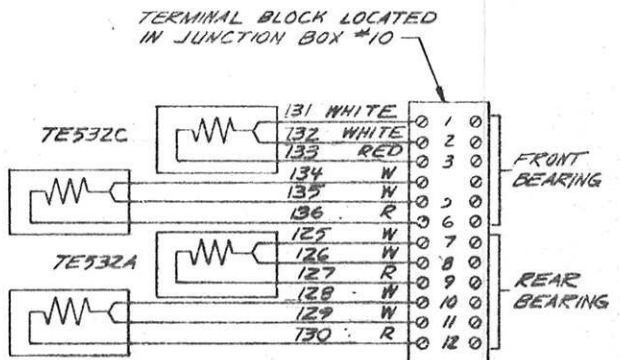 TERMINAL BLOCK LOCATED
IN JUNCTION BOX #10
131 WHITE 1
TE532C 132 WHITE 2
133 RED 3
134 W
135 W
136 R 6
FRONT
BEARING
125 W 7
TE532A 126 W 8
127 R 9
128 W 10
129 W 11
130 R 12
REAR
BEARING